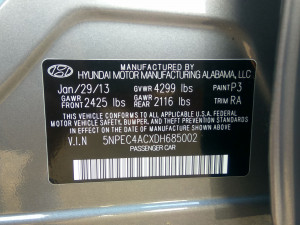 MANUFACTURED BY
HYUNDAI MOTOR MANUFACTURING ALABAMA, LLC
Jan/29/13 GVWR 4299 lbs PAINT P3
GAWR FRONT 2425 lbs GAWR REAR 2116 lbs TRIM RA
THIS VEHICLE CONFORMS TO ALL APPLICABLE
U.S. FEDERAL MOTOR VEHICLE SAFETY, BUMPER,
AND THEFT PREVENTION STANDARDS IN EFFECT ON
THE DATE OF MANUFACTURE SHOWN ABOVE.
V.I.N 5NPEC4ACXDH685002
PASSENGER CAR